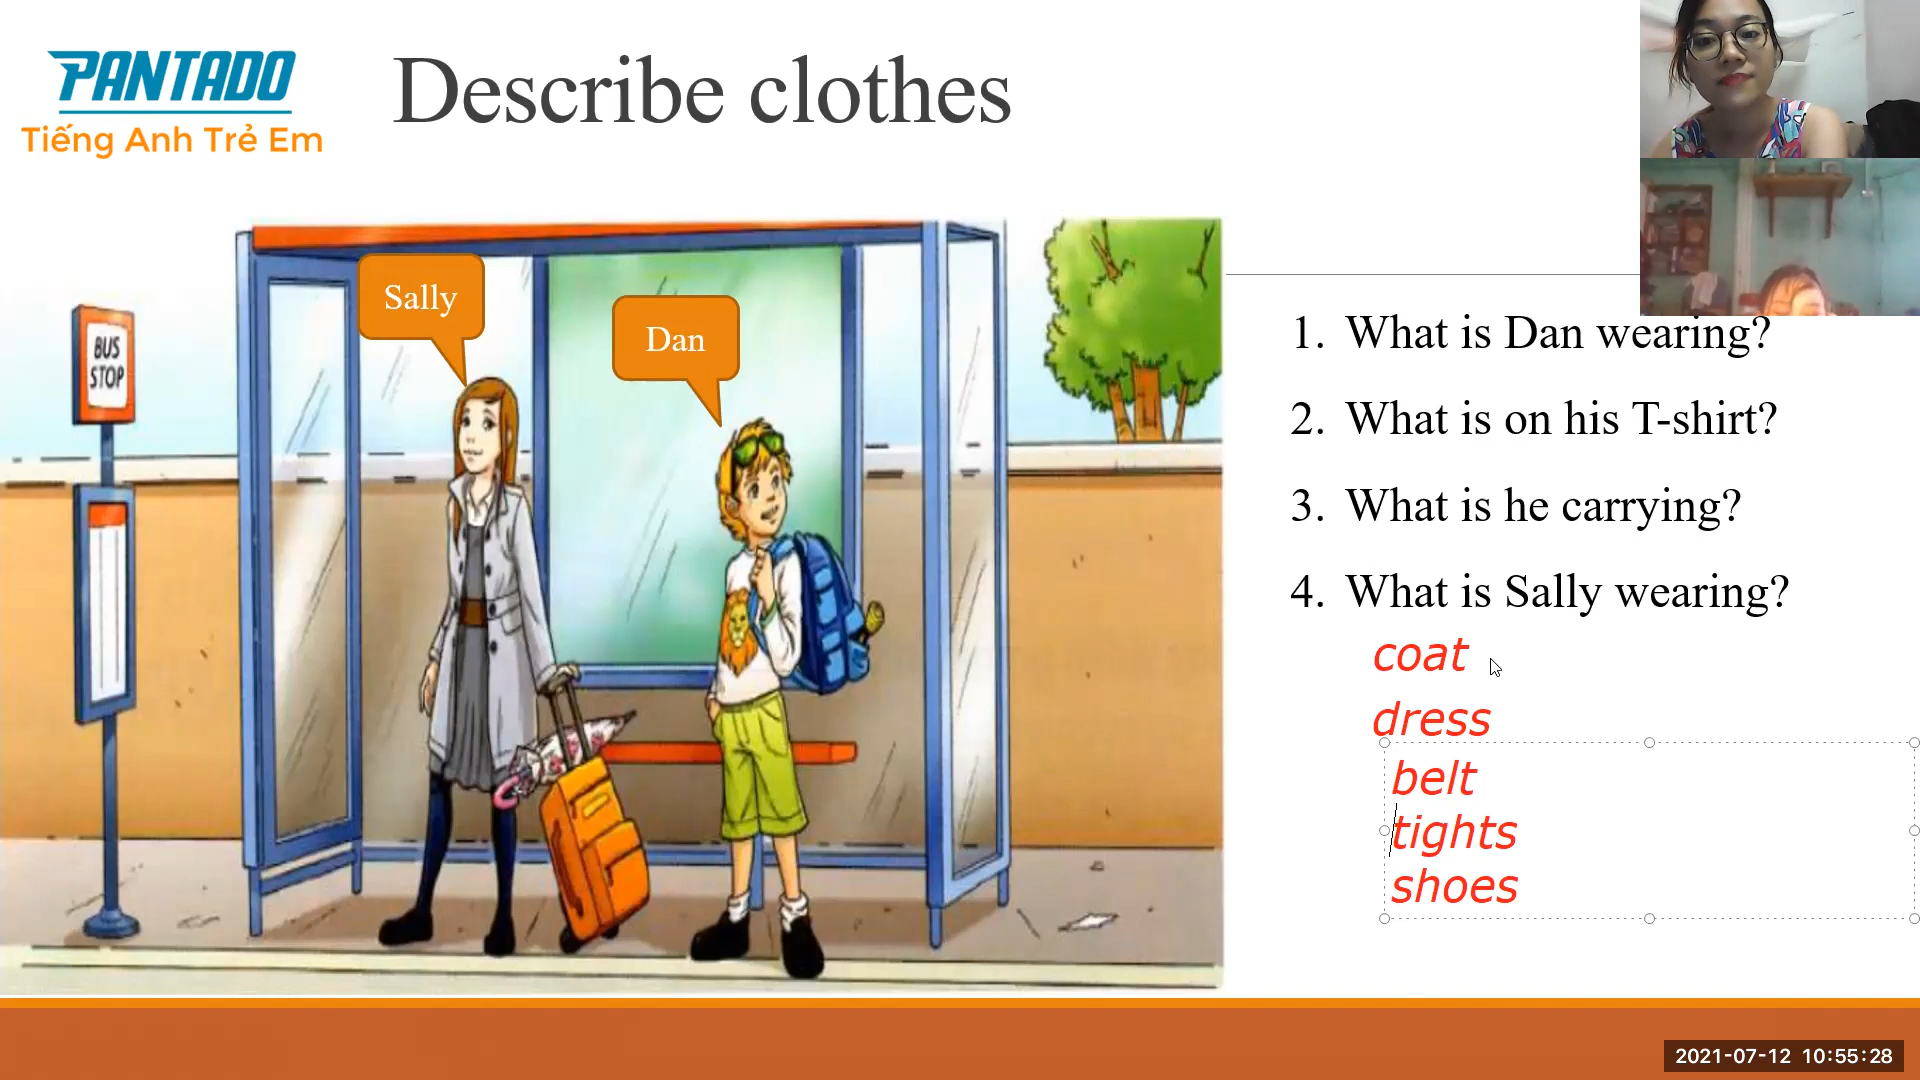 PANTADO
Tiếng Anh Trẻ Em
Describe clothes
BUS
STOP
Sally
Dan
1. What is Dan wearing?
2. What is on his T-shirt?
3. What is he carrying?
4. What is Sally wearing?
coat
dress
belt
tights
shoes
2021-07-12 10:55:28